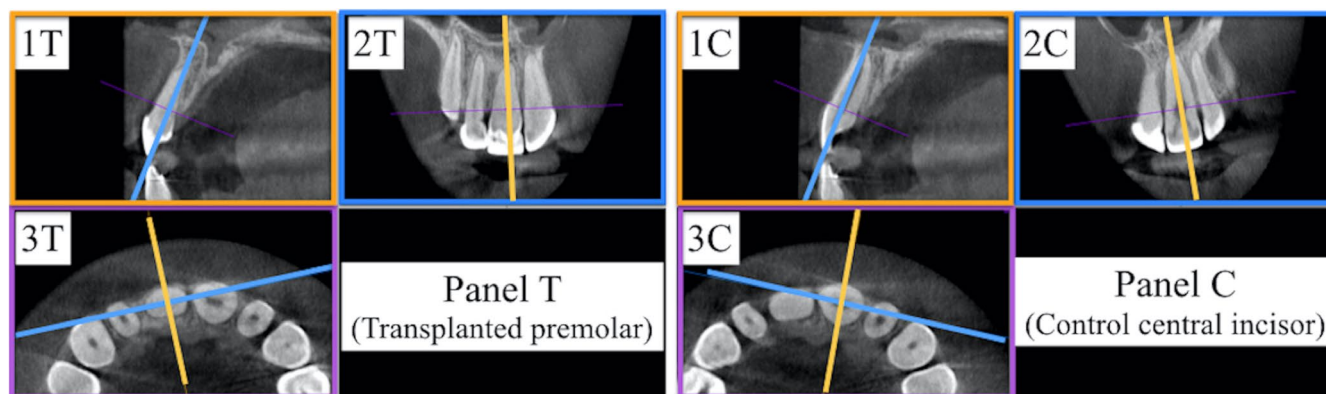 1T
2T
1C
2C
3T
Panel T
(Transplanted premolar)
3C
Panel C
(Control central incisor)